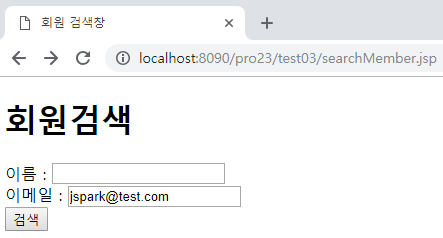 회원 검색창
localhost:8090/pro23/test03/searchMember.jsp
회원검색
이름 :
이메일 : jspark@test.com
검색